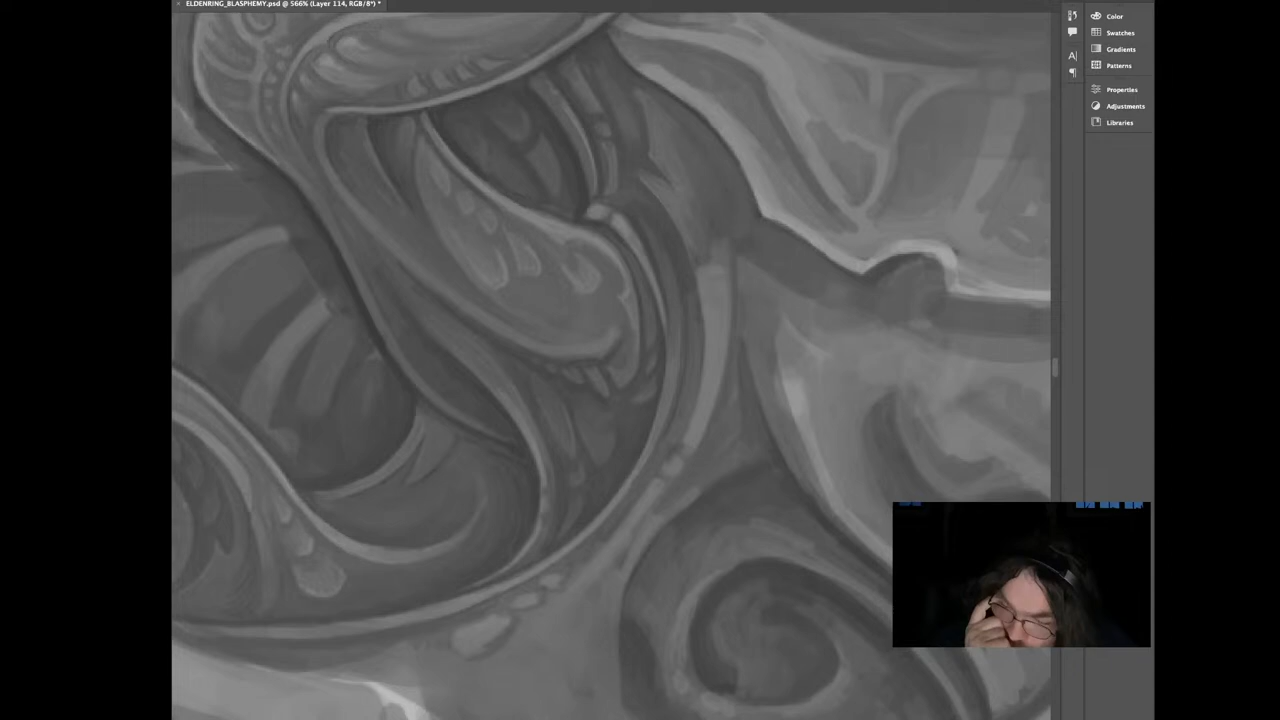 × ELDENRING_BLASPHEMY.psd @ 566% (Layer 114, RGB/8*) *
Color
Swatches
Gradients
Patterns
Properties
Adjustments
Libraries